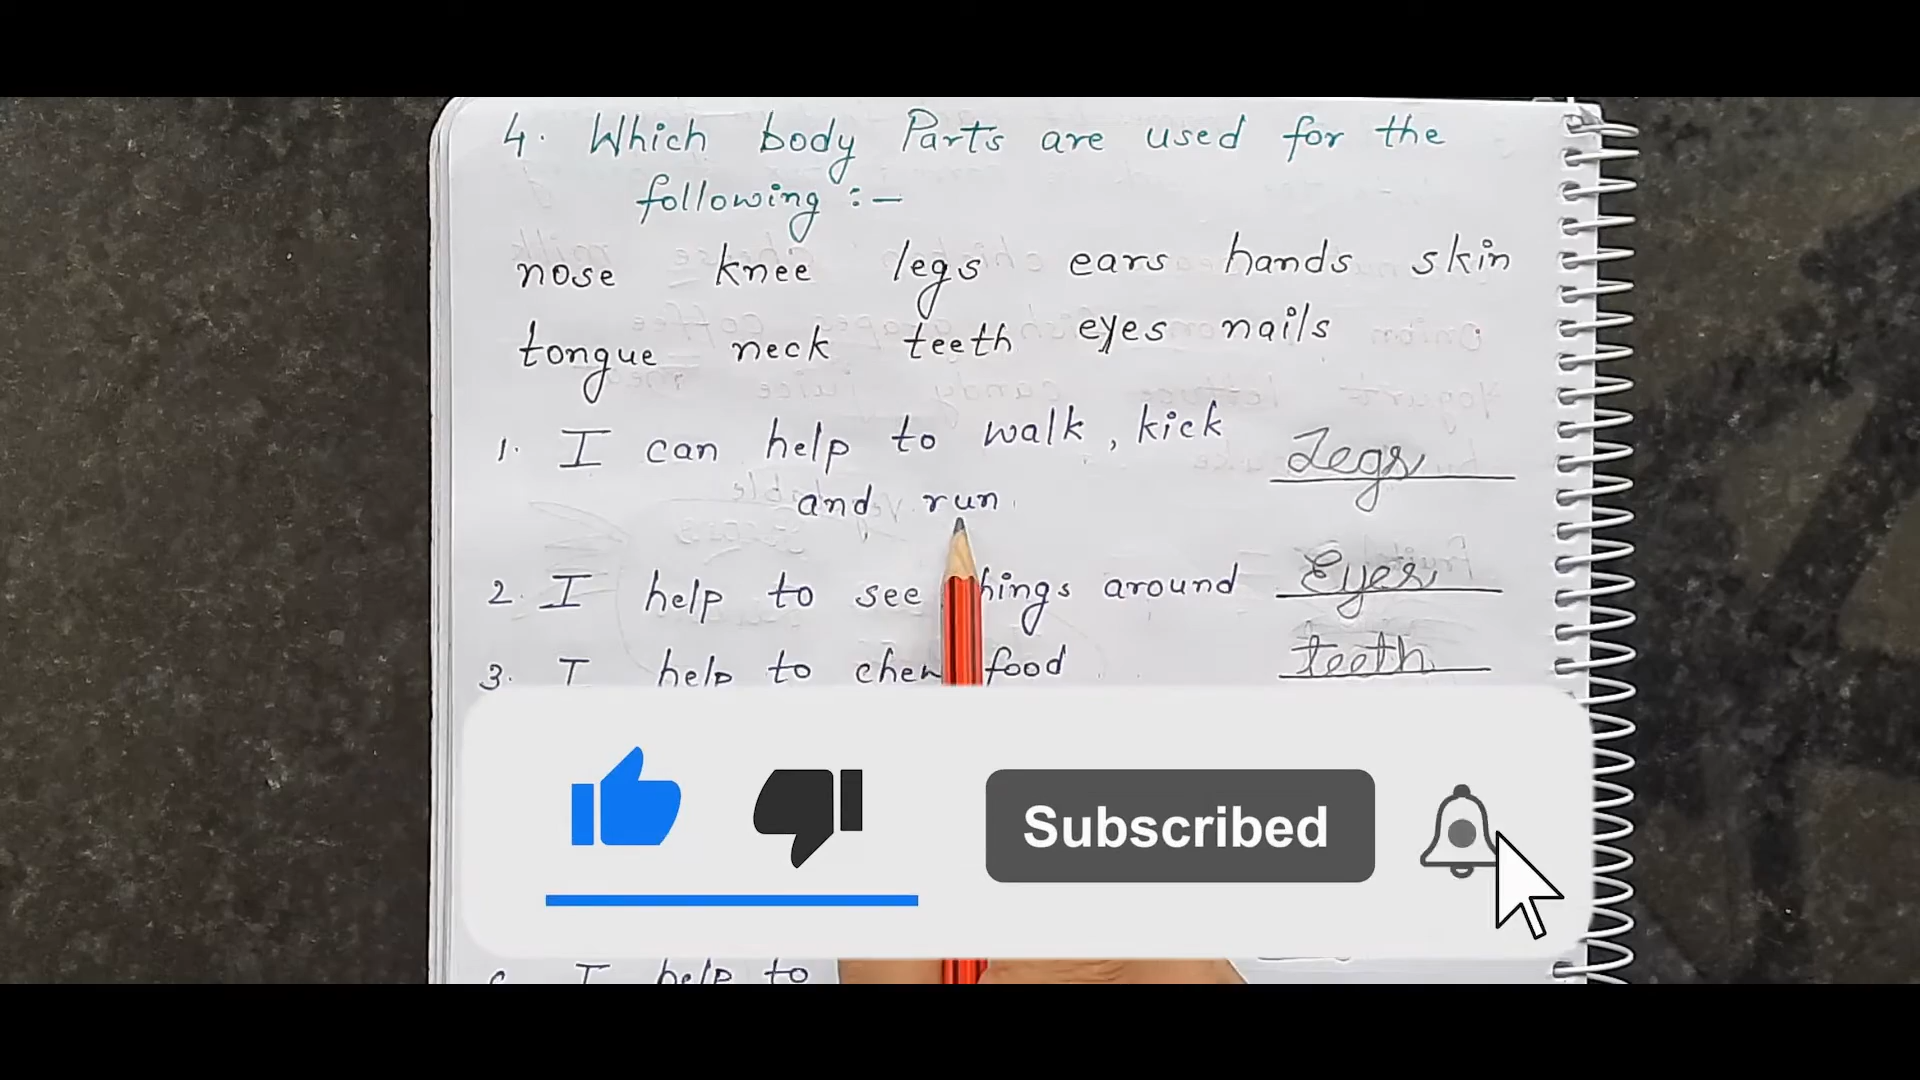 4. Which body Parts are used for the
following :-
nose knee legs ears hands skin
tongue neck teeth eyes nails
1. I can help to walk, kick Legs
and run.
2. I help to see things around Eyes
3. I help to chew food teeth
Subscribed
I help to